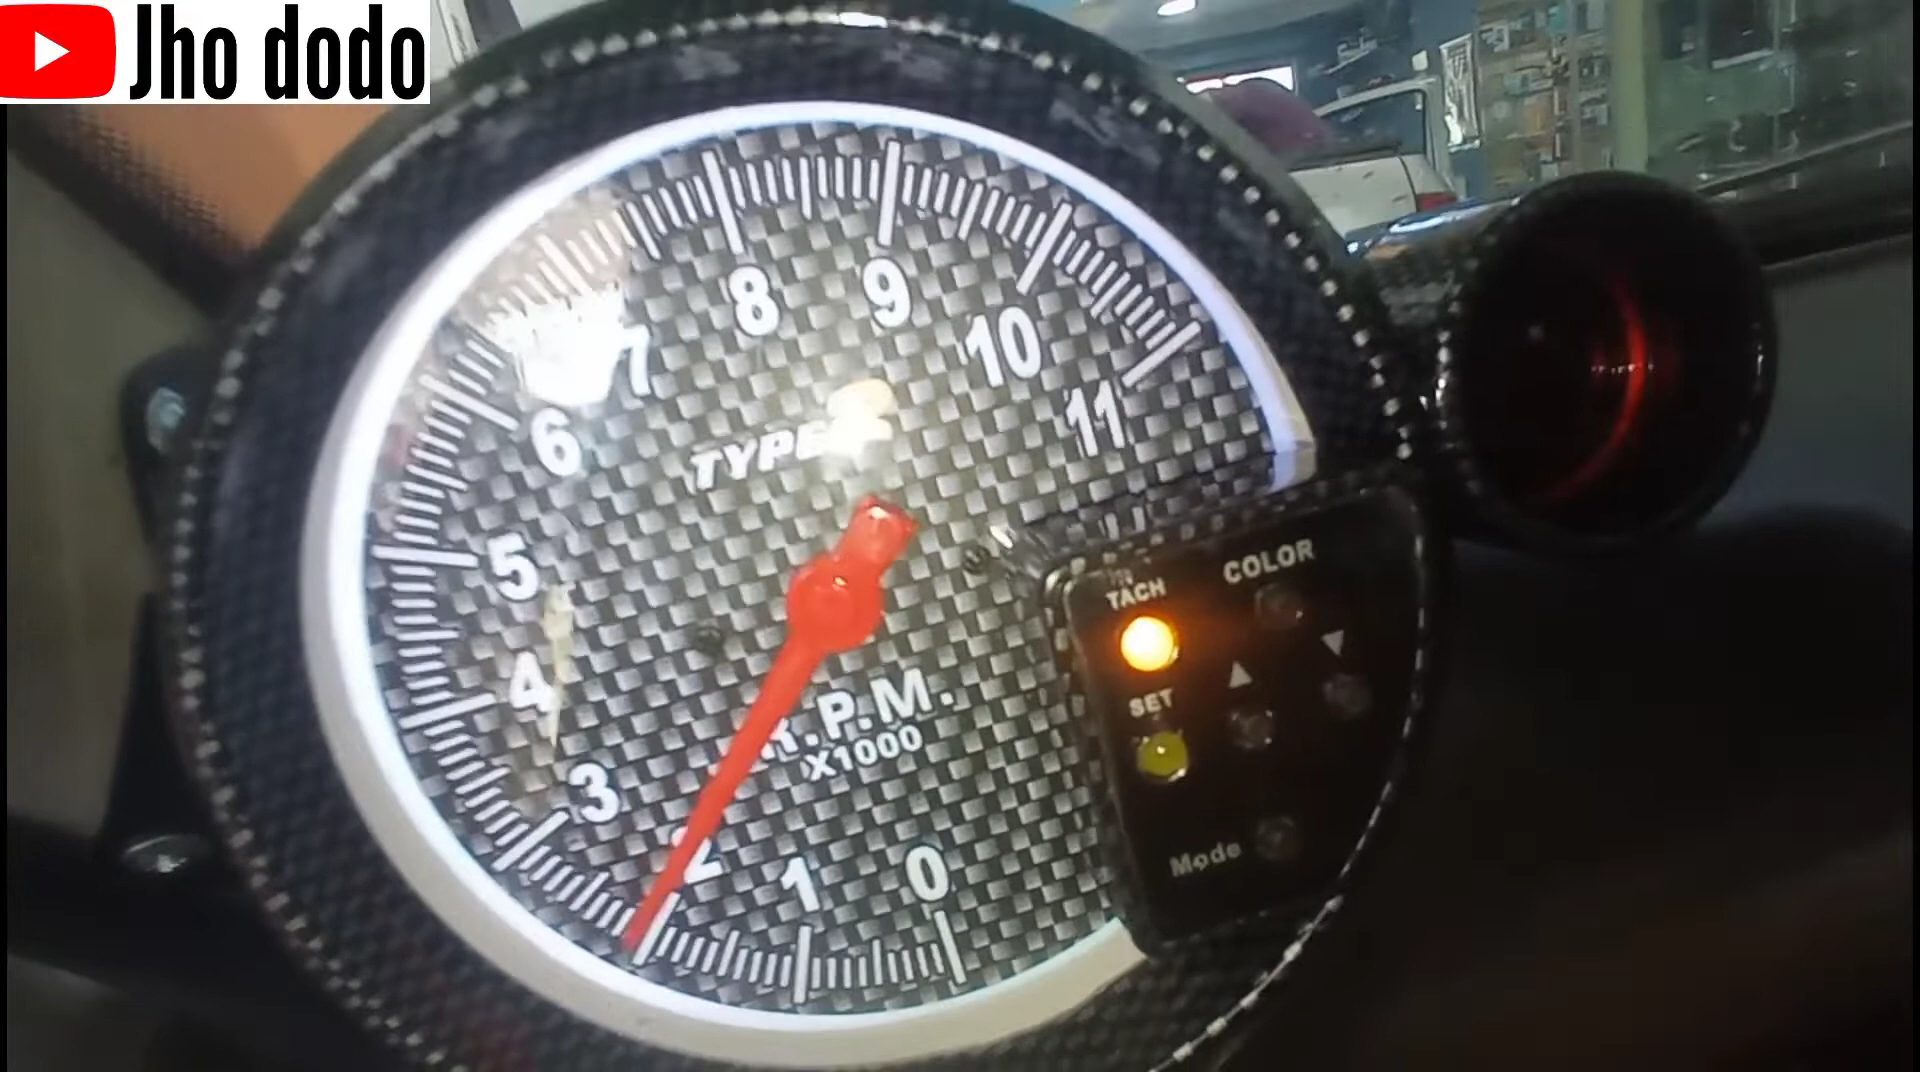 Jho dodo
8
9
7
10
6
11
TYPE
5
IN
TACH
COLOR
4
SET
▲ ▼
R.P.M.
X1000
3
2
1
0
Mode